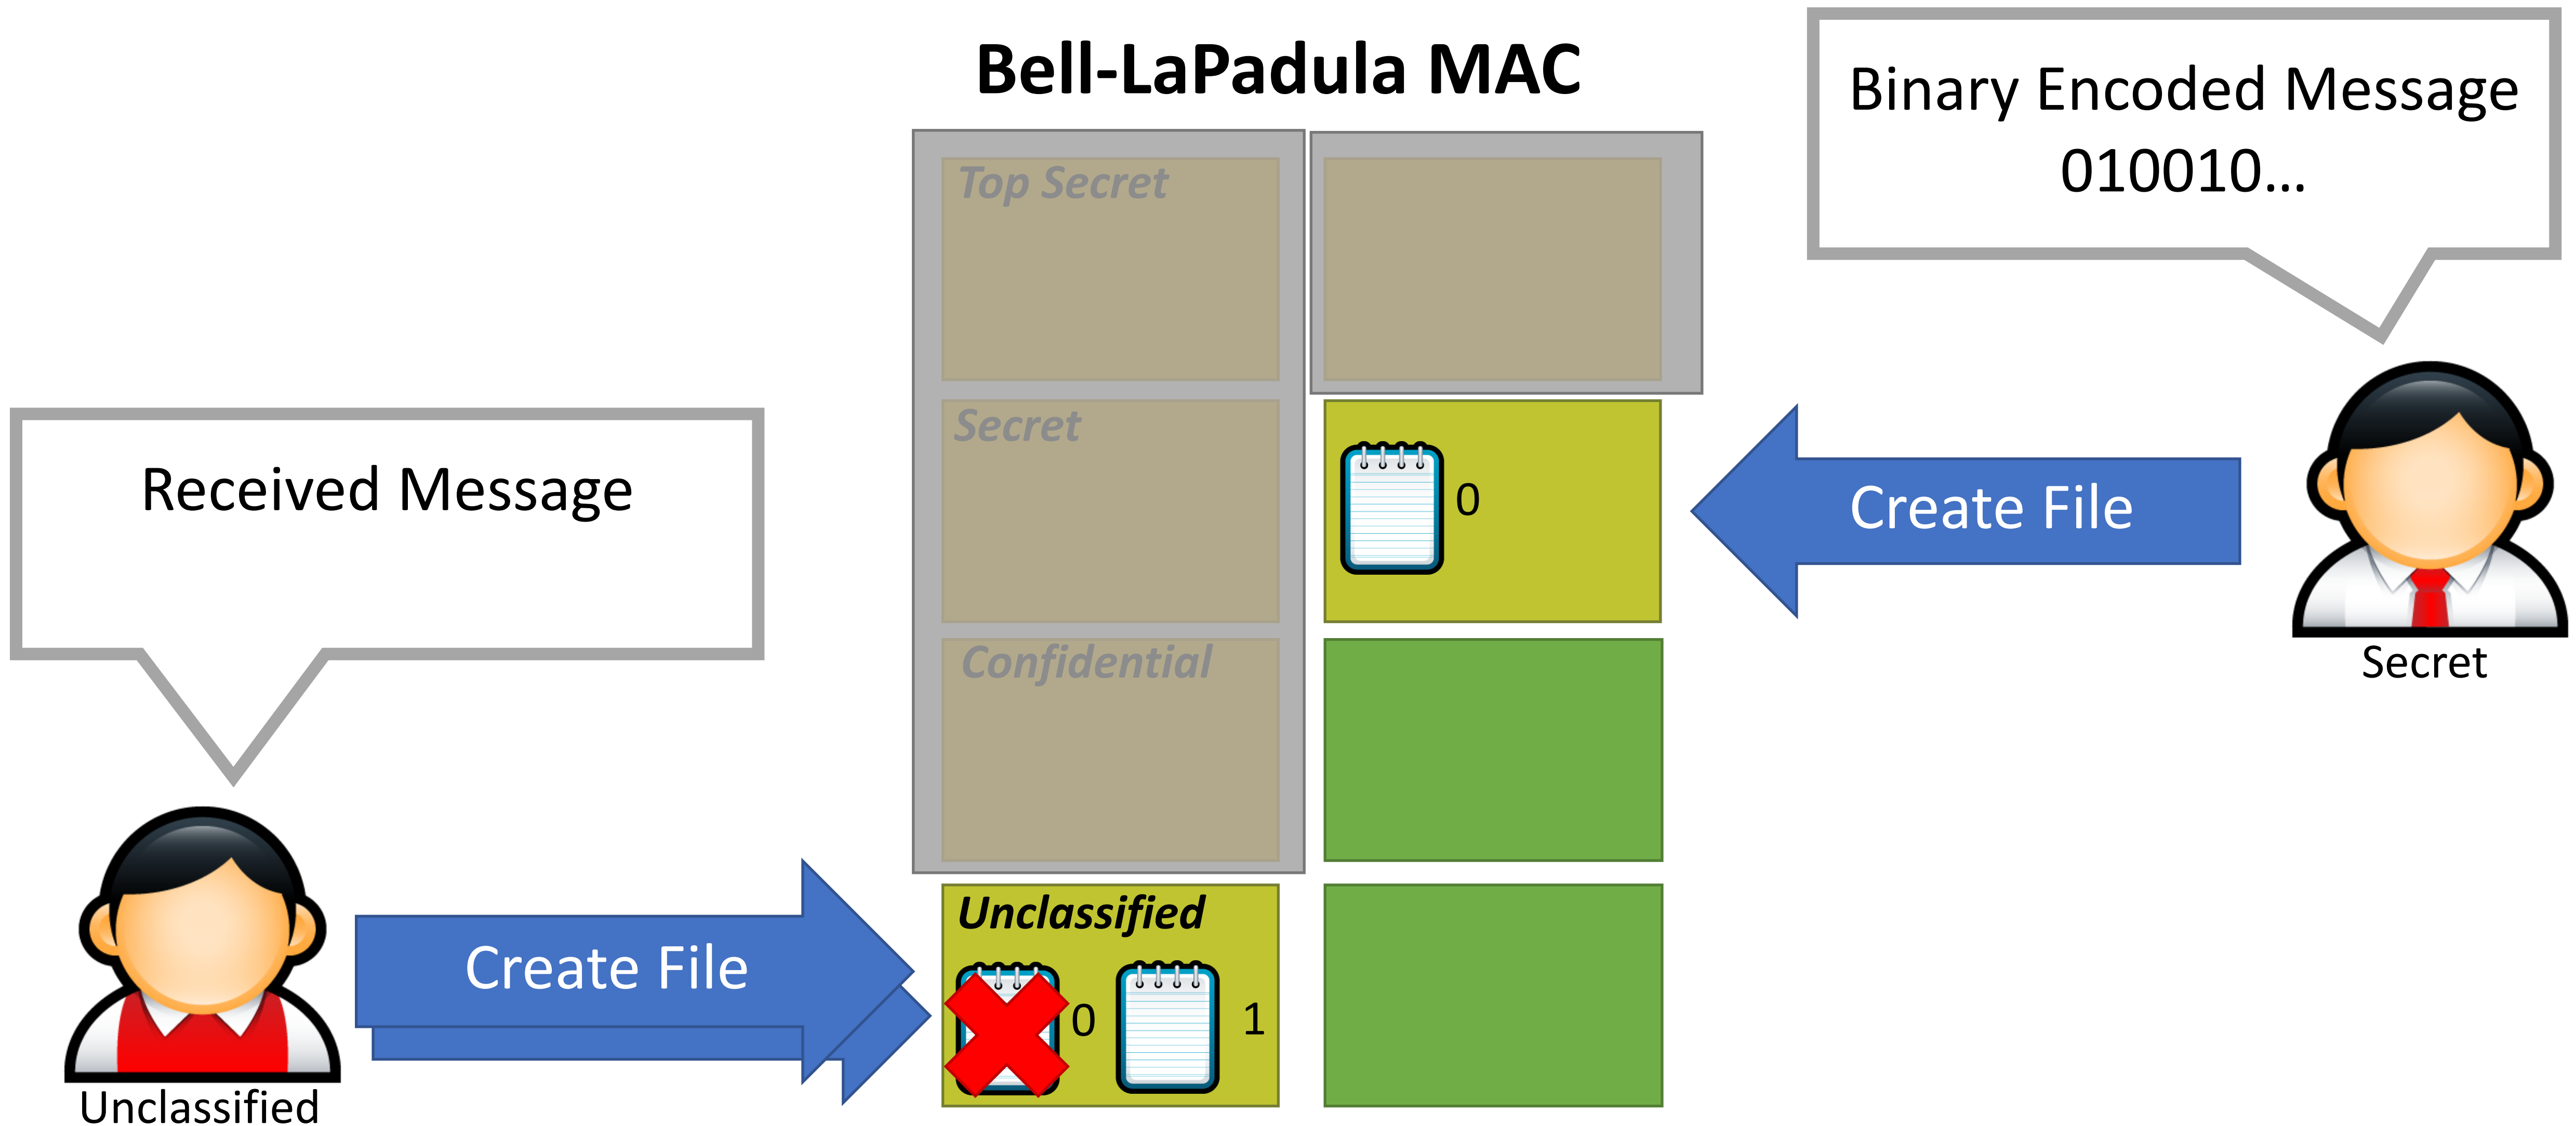 Bell-LaPadula MAC
Binary Encoded Message
010010...
Top Secret
Secret
Received Message
0
Create File
Confidential
Secret
Unclassified
Create File
0
1
Unclassified